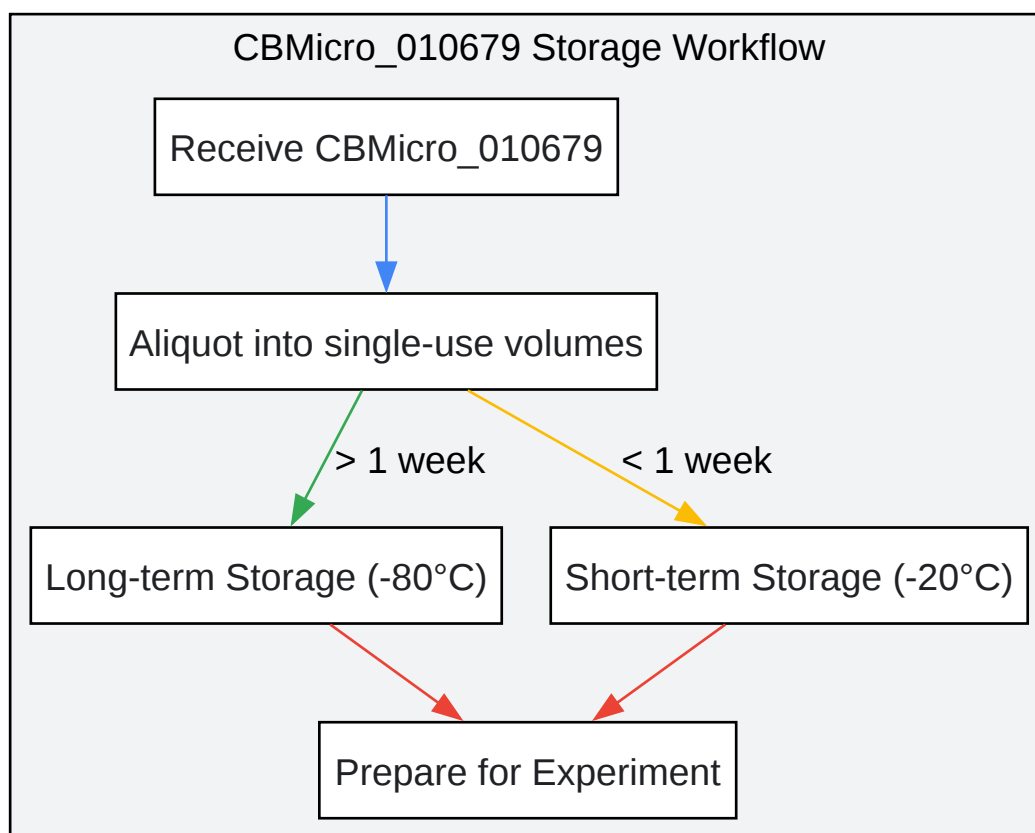 CBMicro_010679 Storage Workflow
Receive CBMicro_010679
Aliquot into single-use volumes
> 1 week
< 1 week
Long-term Storage (-80°C)
Short-term Storage (-20°C)
Prepare for Experiment